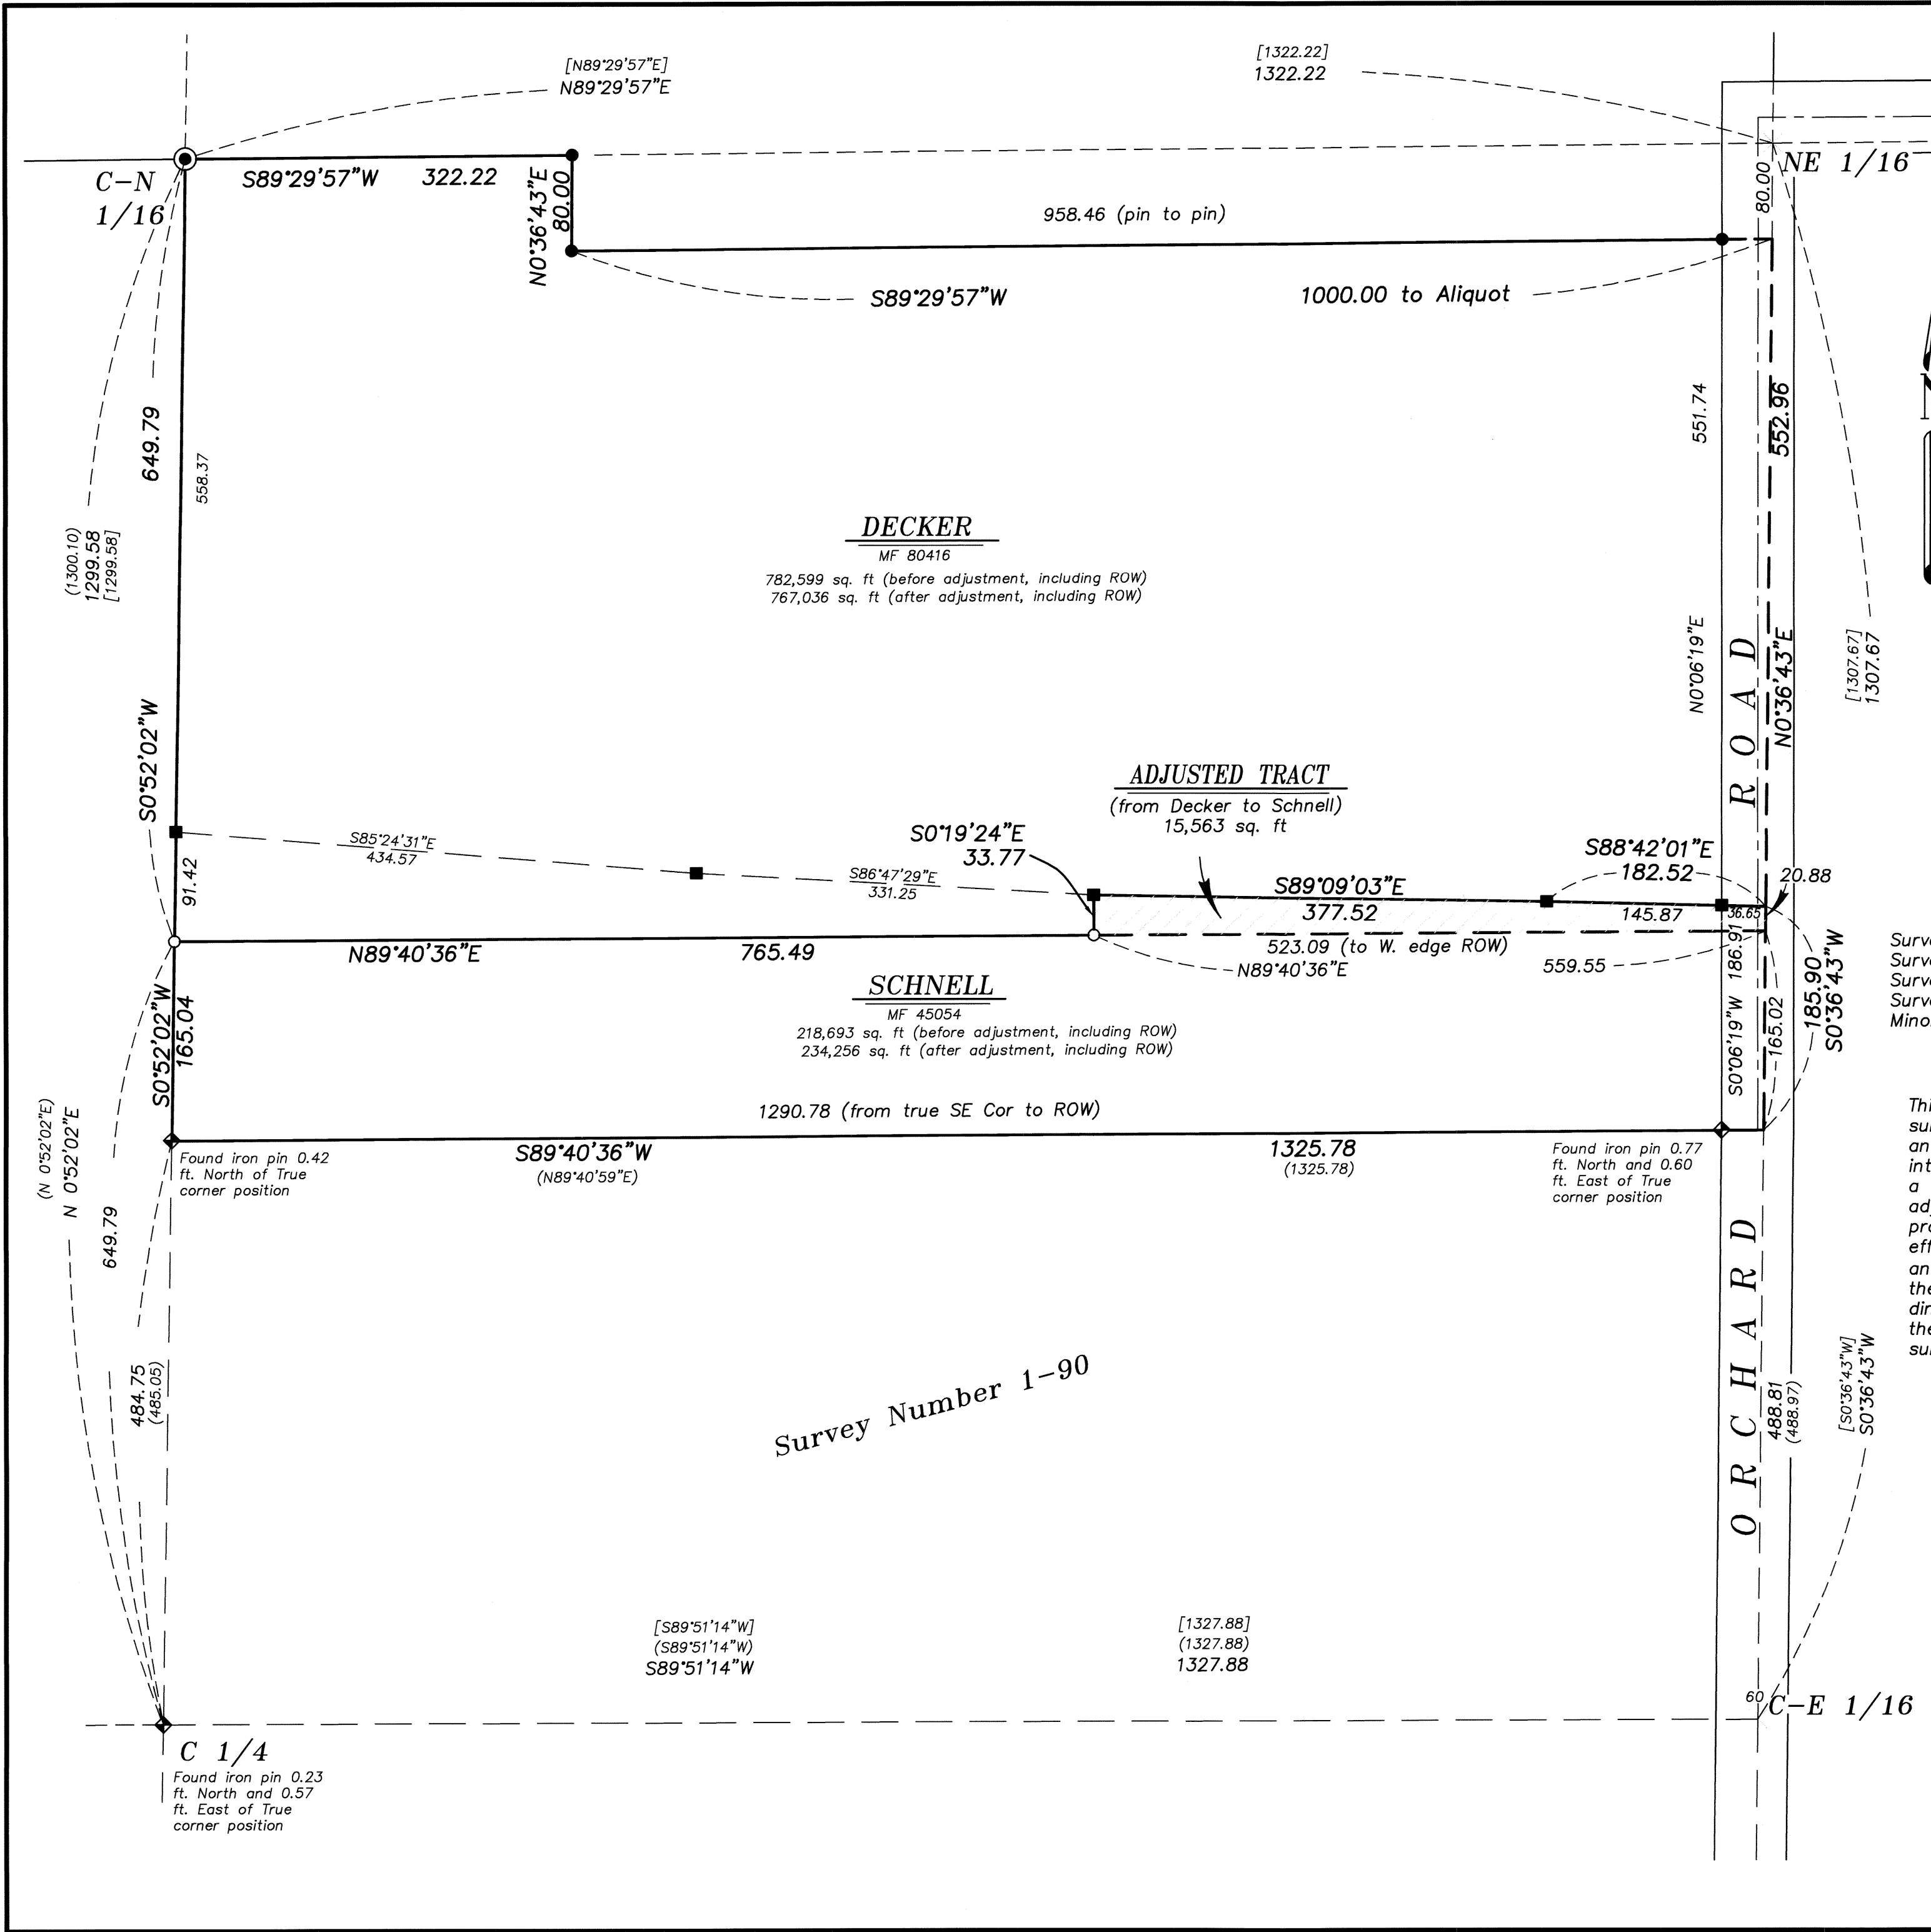 [N89°29'57"E]
N89°29'57"E
[1322.22]
1322.22
C-N
1/16
S89°29'57"W 322.22
N0°36'43"E
80.00
958.46 (pin to pin)
80.00
NE 1/16
S89°29'57"W
1000.00 to Aliquot
649.79
558.37
(1300.10)
1299.58
[1299.58]
551.74
552.96
DECKER
MF 80416
782,599 sq. ft (before adjustment, including ROW)
767,036 sq. ft (after adjustment, including ROW)
N0°06'19"E
N0°36'43"E
[1307.67]
1307.67
S0°52'02"W
ADJUSTED TRACT
(from Decker to Schnell)
15,563 sq. ft
S0°19'24"E
33.77
S85°24'31"E
434.57
S86°47'29"E
331.25
91.42
S89°09'03"E
377.52
S88°42'01"E
182.52
145.87
36.65
20.88
N89°40'36"E 765.49
523.09 (to W. edge ROW)
N89°40'36"E
559.55
SCHNELL
MF 45054
218,693 sq. ft (before adjustment, including ROW)
234,256 sq. ft (after adjustment, including ROW)
S0°52'02"W
165.04
S0°06'19"W 186.91
165.02
185.90
S0°36'43"W
Minor
1290.78 (from true SE Cor to ROW)
S89°40'36"W
(N89°40'59"E)
1325.78
(1325.78)
Found iron pin 0.42
ft. North of True
corner position
Found iron pin 0.77
ft. North and 0.60
ft. East of True
corner position
(N 0°52'02"E)
N 0°52'02"E
649.79
484.75
(485.05)
Survey Number 1-90
ORCHARD ROAD
488.81
(488.97)
[S0°36'43"W]
S0°36'43"W
an
a
an
the
the
[S89°51'14"W]
(S89°51'14"W)
S89°51'14"W
[1327.88]
(1327.88)
1327.88
60
C-E 1/16
C 1/4
Found iron pin 0.23
ft. North and 0.57
ft. East of True
corner position